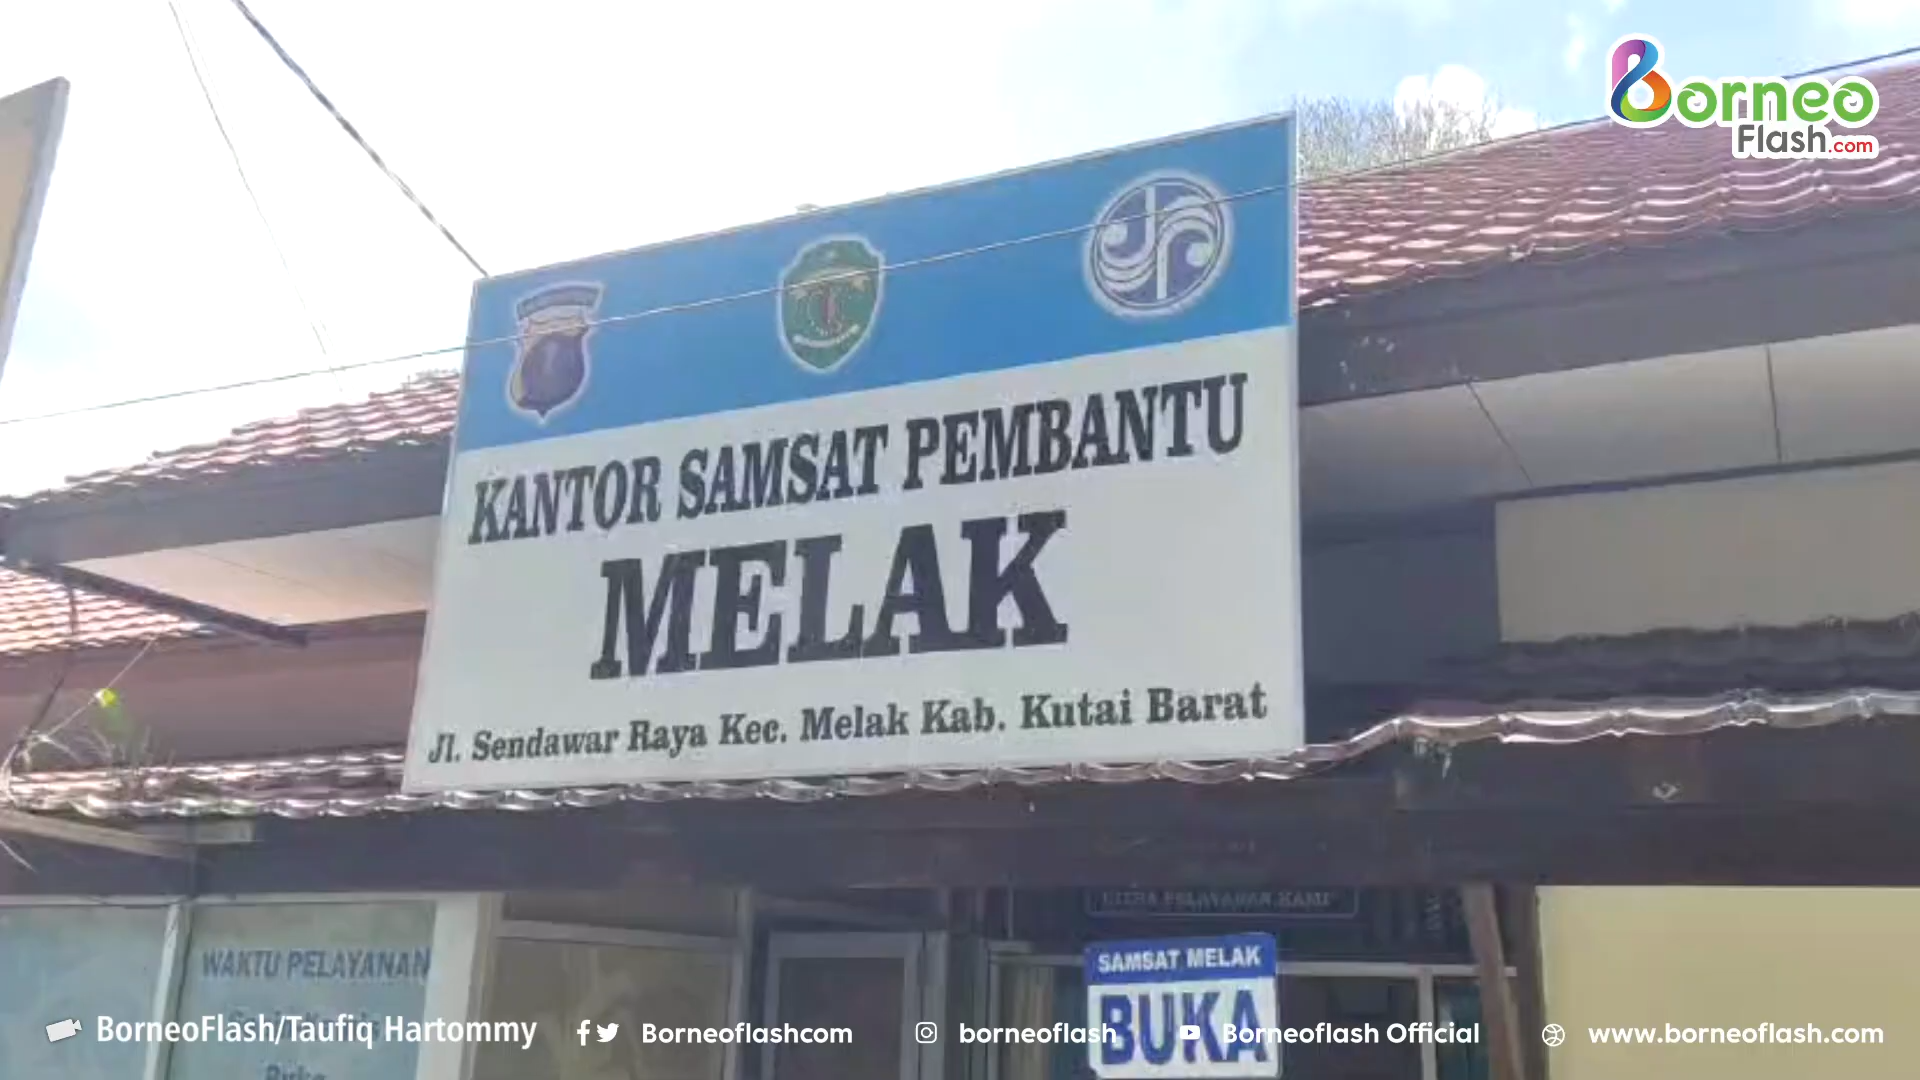 Borneo
Flash.com
KANTOR SAMSAT PEMBANTU
MELAK
Jl. Sendawar Raya Kec. Melak Kab. Kutai Barat
WAKTU PELAYANAN
SAMSAT MELAK
BUKA
BorneoFlash/Taufiq Hartommy
Borneoflashcom
borneoflash
Borneoflash Official
www.borneoflash.com